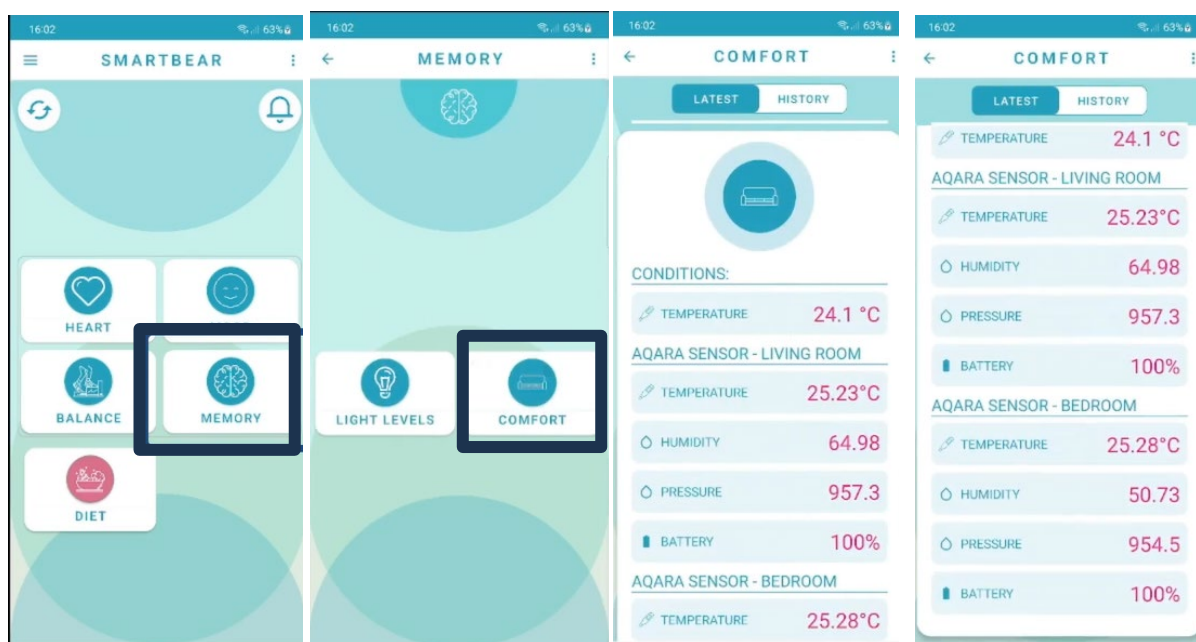 16:02
63%
SMARTBEAR
HEART
BALANCE
MEMORY
DIET
16:02
63%
MEMORY
LIGHT LEVELS
COMFORT
16:02
63%
COMFORT
LATEST HISTORY
CONDITIONS:
TEMPERATURE 24.1 °C
AQARA SENSOR - LIVING ROOM
TEMPERATURE 25.23°C
HUMIDITY 64.98
PRESSURE 957.3
BATTERY 100%
AQARA SENSOR - BEDROOM
TEMPERATURE 25.28°C
16:02
63%
COMFORT
LATEST HISTORY
TEMPERATURE 24.1 °C
AQARA SENSOR - LIVING ROOM
TEMPERATURE 25.23°C
HUMIDITY 64.98
PRESSURE 957.3
BATTERY 100%
AQARA SENSOR - BEDROOM
TEMPERATURE 25.28°C
HUMIDITY 50.73
PRESSURE 954.5
BATTERY 100%